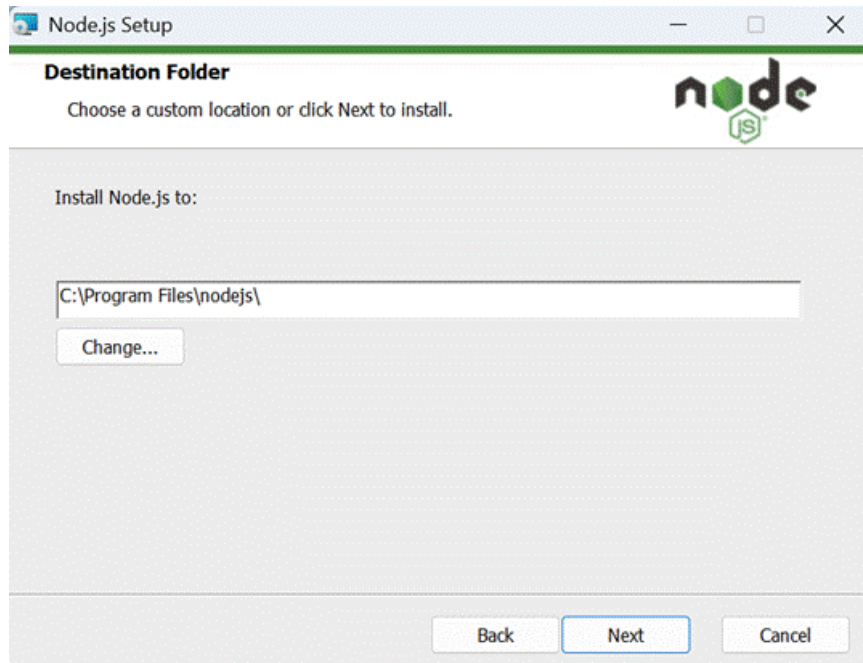 Node.js Setup
Destination Folder
Choose a custom location or click Next to install.
node
JS
Install Node.js to:
C:\Program Files\nodejs\
Change...
Back Next Cancel